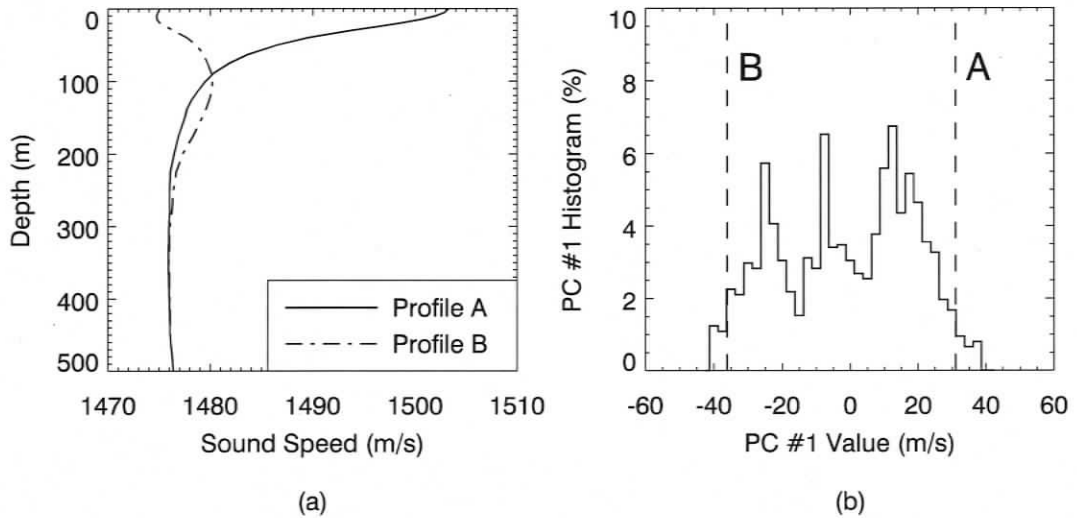 0
100
200
300
400
500
Depth (m)
1470 1480 1490 1500 1510
Sound Speed (m/s)
Profile A
Profile B
(a)
10
8
6
4
2
0
PC #1 Histogram (%)
B
A
-60 -40 -20 0 20 40 60
PC #1 Value (m/s)
(b)